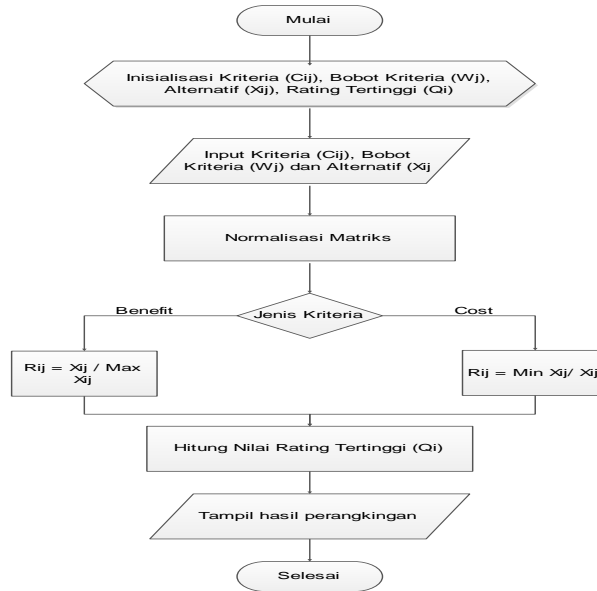 Mulai
Inisialisasi Kriteria (Cij), Bobot Kriteria (Wj),
Alternatif (Xij), Rating Tertinggi (Qi)
Input Kriteria (Cij), Bobot
Kriteria (Wj) dan Alternatif (Xij
Normalisasi Matriks
Jenis Kriteria
Benefit
Cost
Rij = Xij / Max
Xij
Rij = Min Xij/ Xij
Hitung Nilai Rating Tertinggi (Qi)
Tampil hasil perangkingan
Selesai